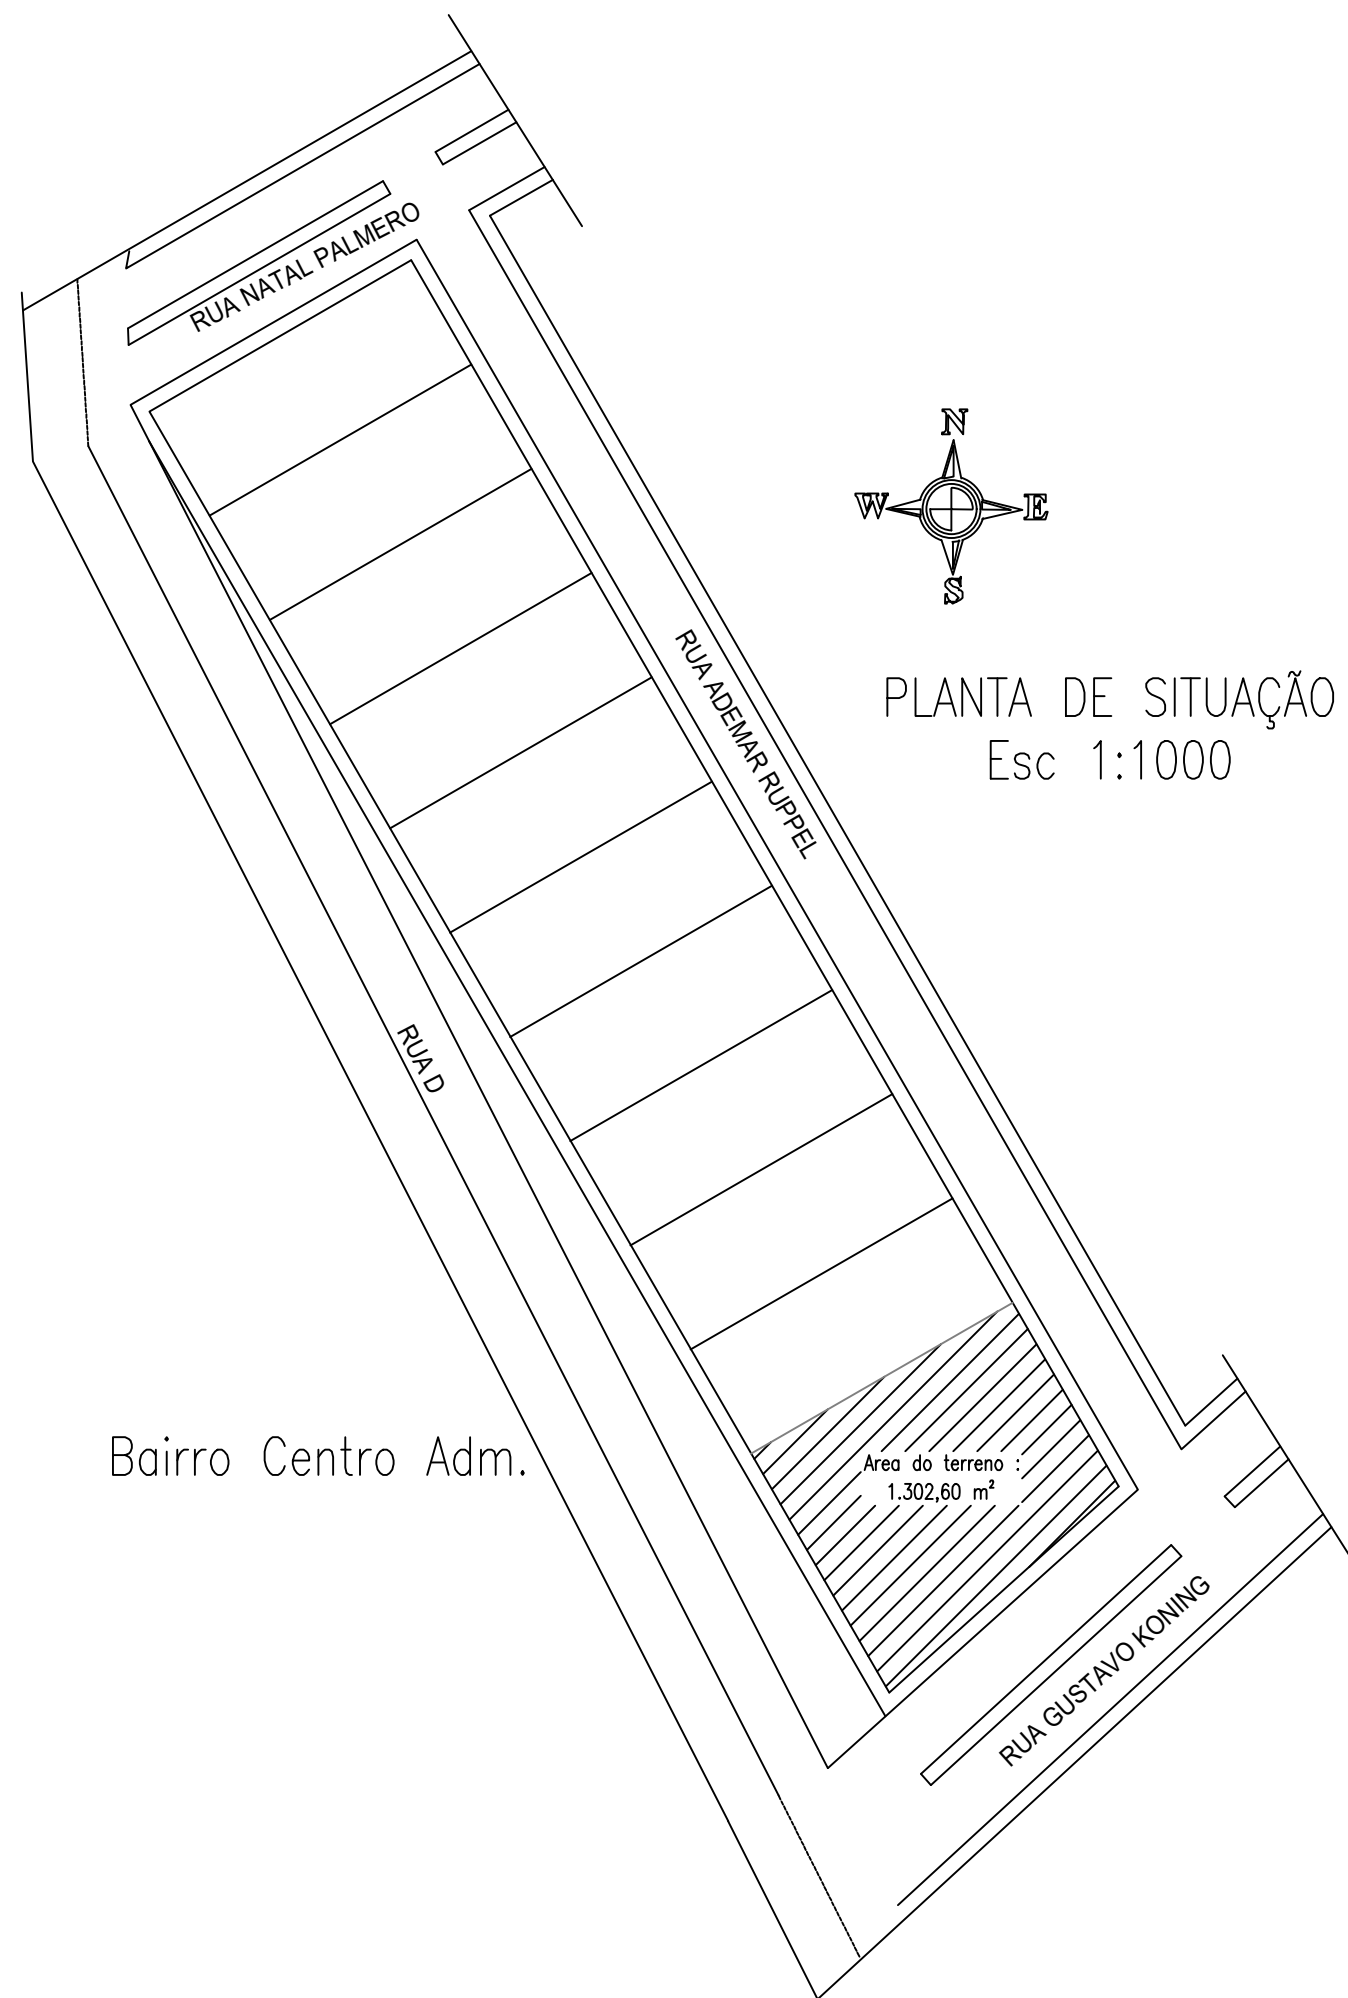 RUA NATAL PALMERO
N
W
E
S
RUA ADEMAR RUPPEL
PLANTA DE SITUAÇÃO
Esc 1:1000
RUA D
Bairro Centro Adm.
Area do terreno :
1.302,60 m²
RUA GUSTAVO KONING